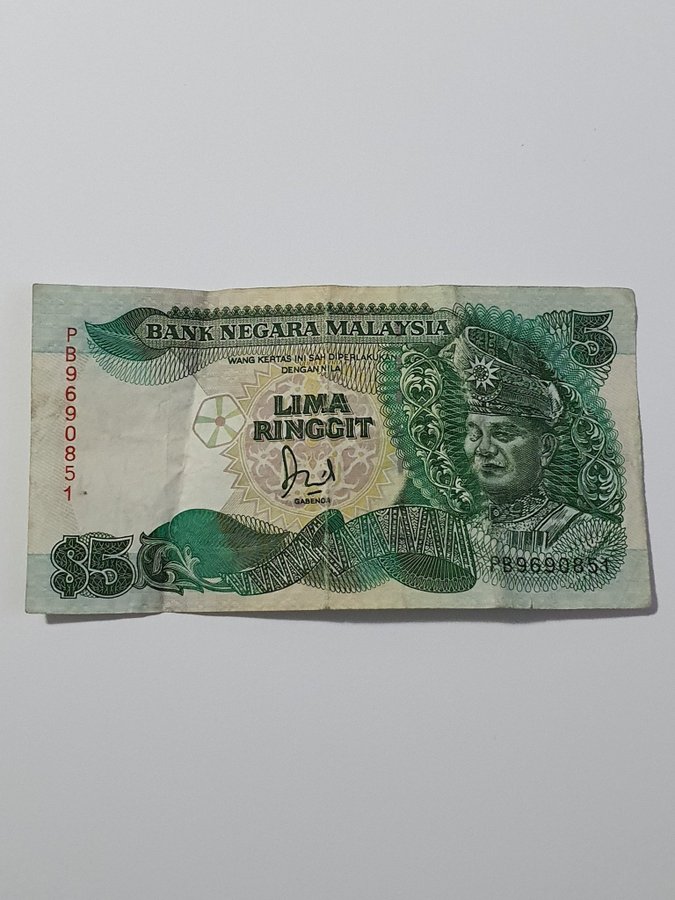 PB9690851
BANK NEGARA MALAYSIA
5
WANG KERTAS INI SAH DIPERLAKUKAN
DENGAN NILAI
LIMA
RINGGIT
GABENOR
$5
PB9690851